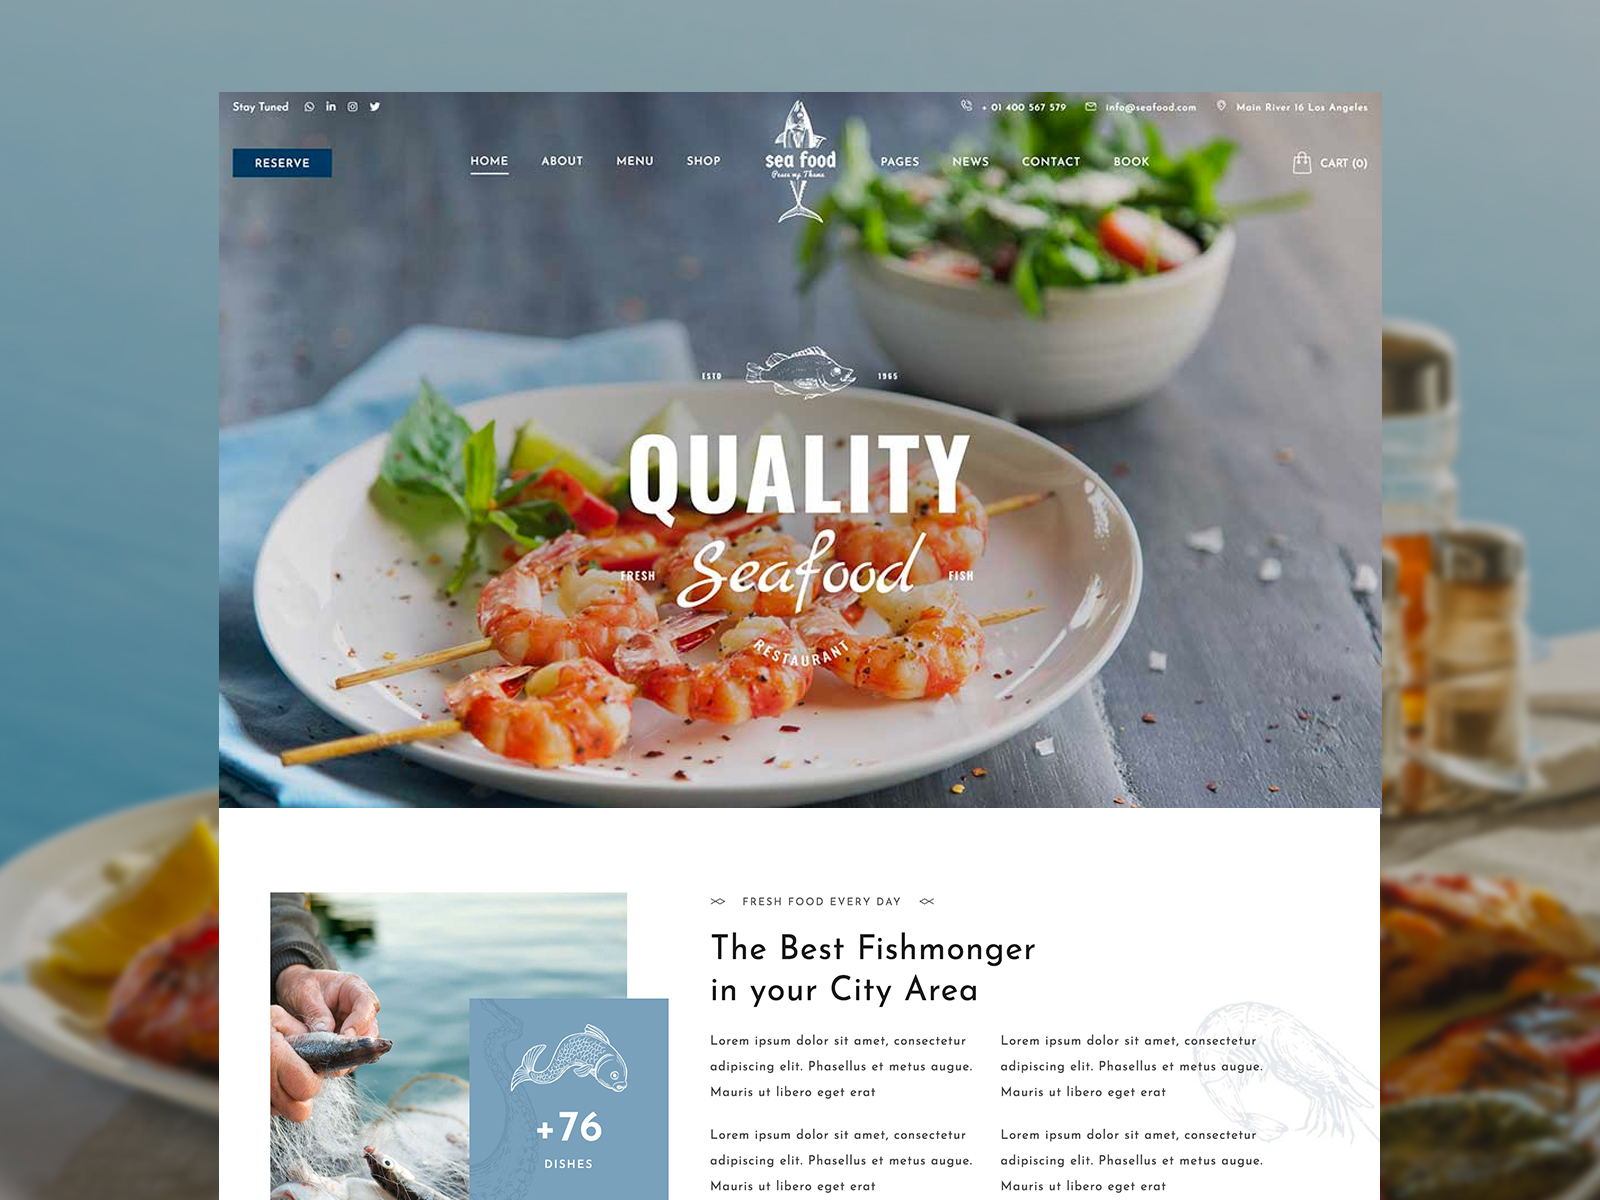 Stay Tuned
+ 01 400 567 579
info@seafood.com
Main River 16 Los Angeles
RESERVE
HOME
ABOUT
MENU
SHOP
sea food
PAGES
NEWS
CONTACT
BOOK
CART (0)
ESTD
1965
QUALITY
FRESH
Seafood
FISH
RESTAURANT
FRESH FOOD EVERY DAY
The Best Fishmonger
in your City Area
Lorem ipsum dolor sit amet, consectetur
adipiscing elit. Phasellus et metus augue.
Mauris ut libero eget erat
Lorem ipsum dolor sit amet, consectetur
adipiscing elit. Phasellus et metus augue.
Mauris ut libero eget erat
Lorem ipsum dolor sit amet, consectetur
adipiscing elit. Phasellus et metus augue.
Mauris ut libero eget erat
Lorem ipsum dolor sit amet, consectetur
adipiscing elit. Phasellus et metus augue.
Mauris ut libero eget erat
+76
DISHES